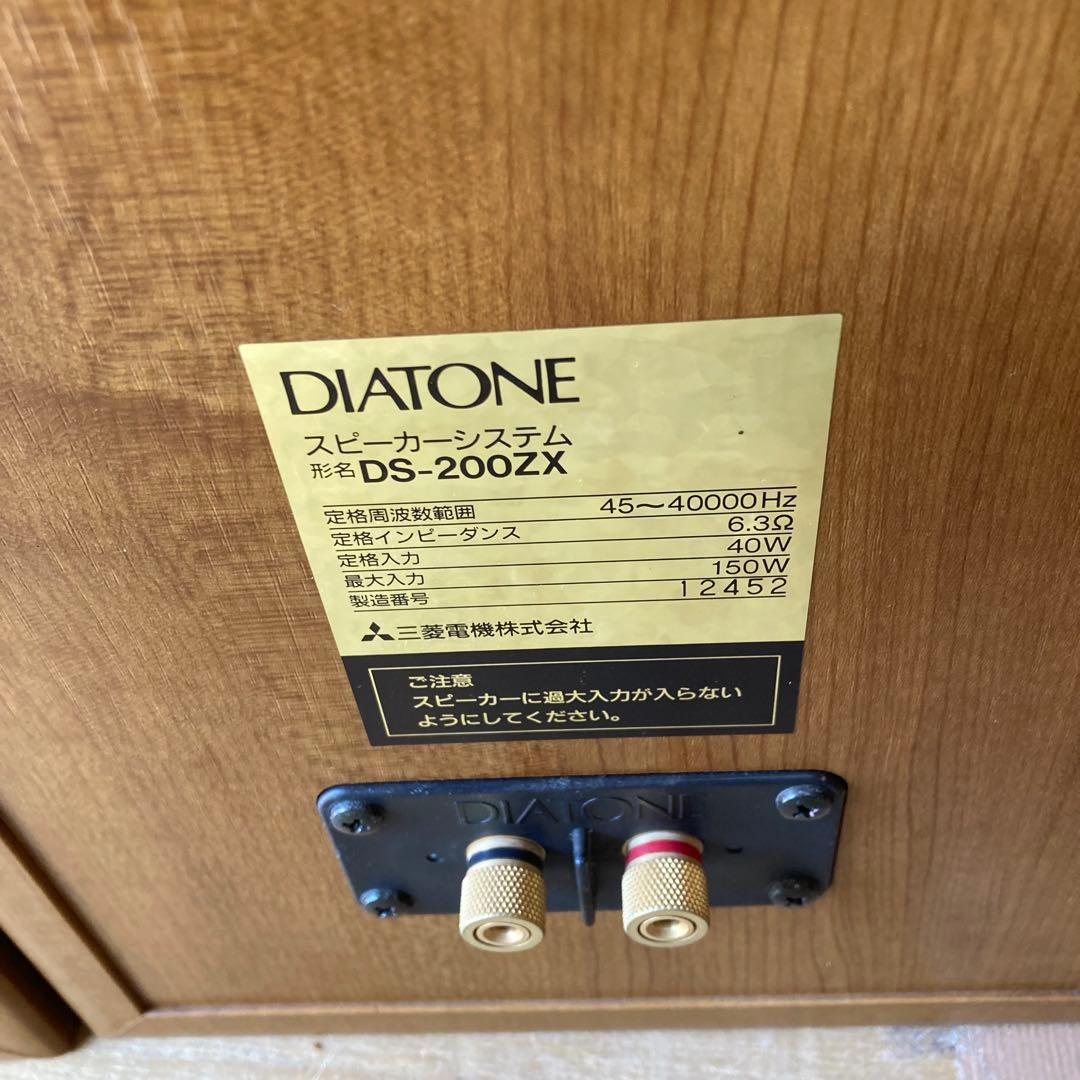 DIATONE
スピーカーシステム
形名 DS-200ZX
定格周波数範囲 45～40000Hz
定格インピーダンス 6.3Ω
定格入力 40W
最大入力 150W
製造番号 12452
三菱電機株式会社
ご注意
スピーカーに過大入力が入らない
ようにしてください。
DIATONE